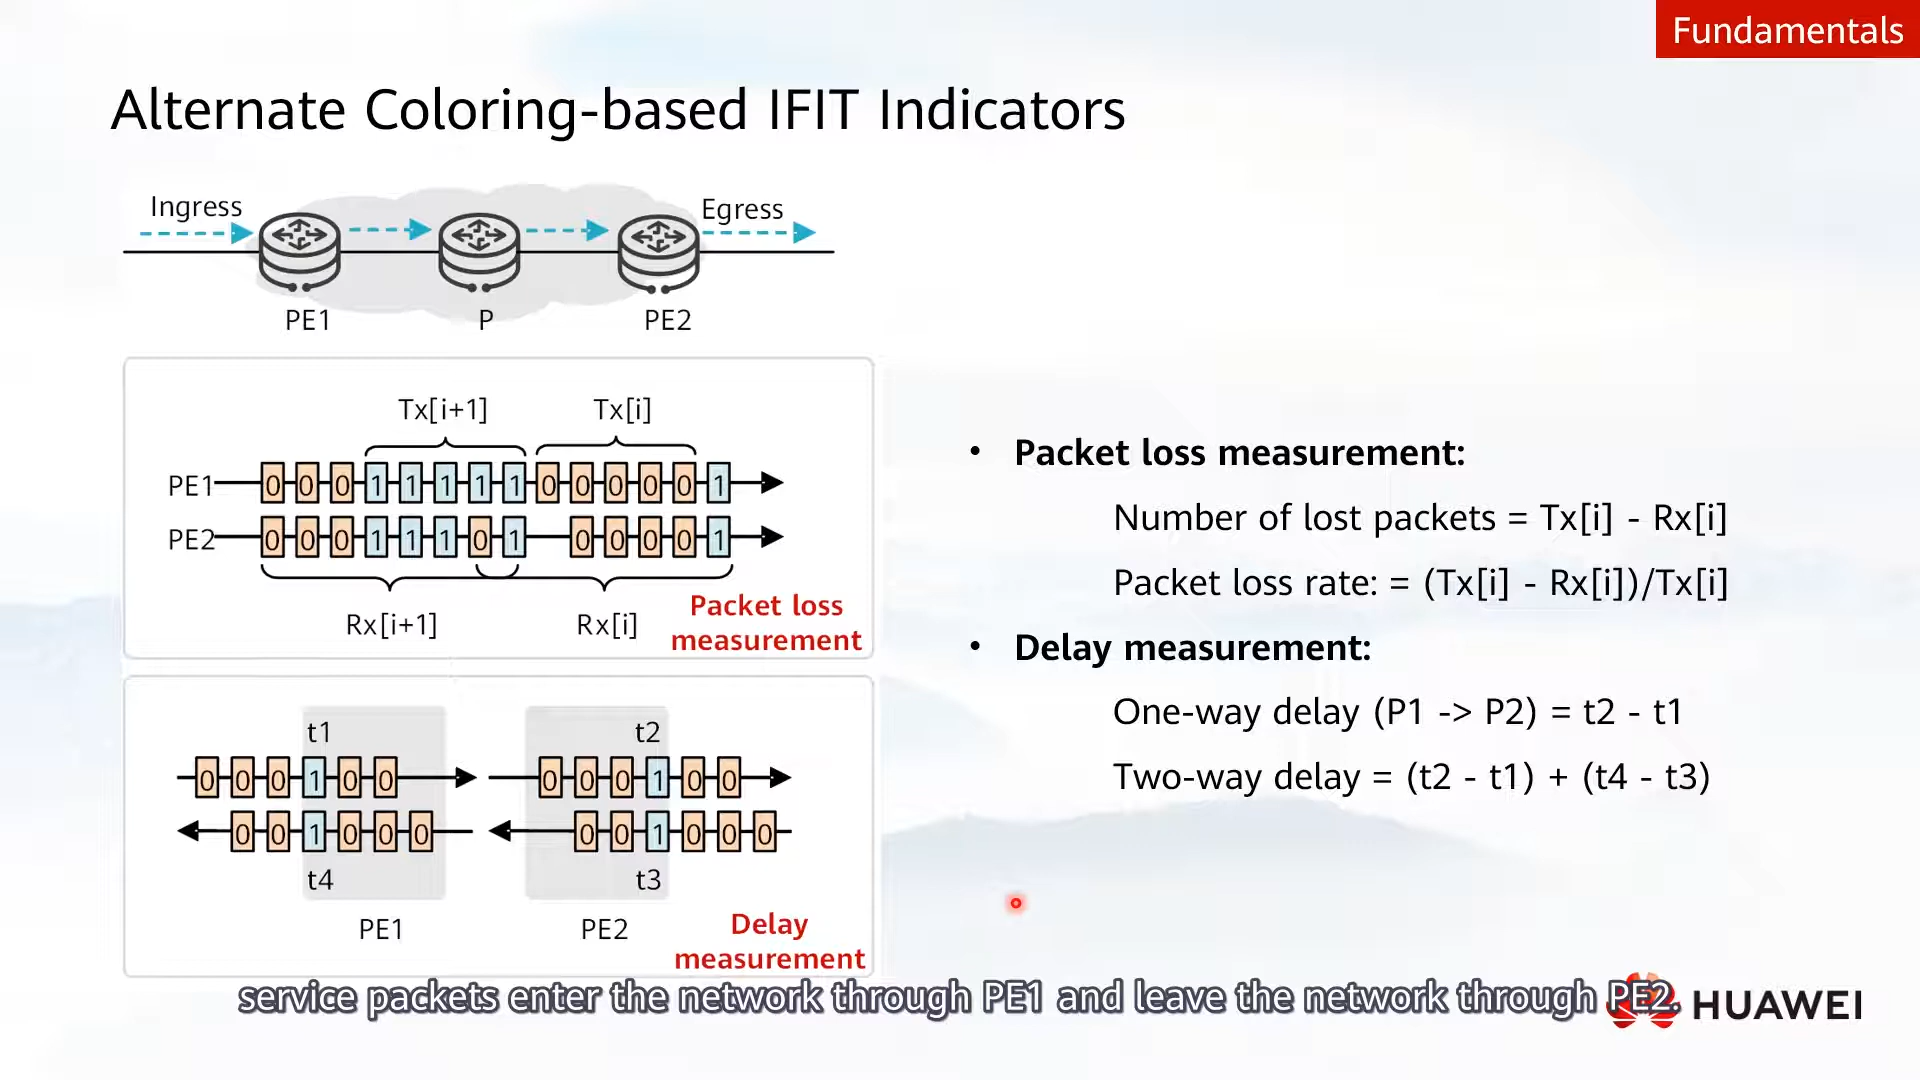 Fundamentals
Alternate Coloring-based IFIT Indicators
Ingress
Egress
PE1
P
PE2
Tx[i+1]
Tx[i]
PE1 0 0 0 1 1 1 1 1 0 0 0 0 0 1
PE2 0 0 0 1 1 1 0 1 0 0 0 0 1
Rx[i+1]
Rx[i]
Packet loss
measurement
t1
t2
0 0 0 1 0 0
0 0 0 1 0 0
0 0 1 0 0 0
0 0 1 0 0 0
t4
t3
PE1
PE2
Delay
measurement
• Packet loss measurement:
Number of lost packets = Tx[i] - Rx[i]
Packet loss rate: = (Tx[i] - Rx[i])/Tx[i]
• Delay measurement:
One-way delay (P1 -> P2) = t2 - t1
Two-way delay = (t2 - t1) + (t4 - t3)
service packets enter the network through PE1 and leave the network through PE2.
HUAWEI